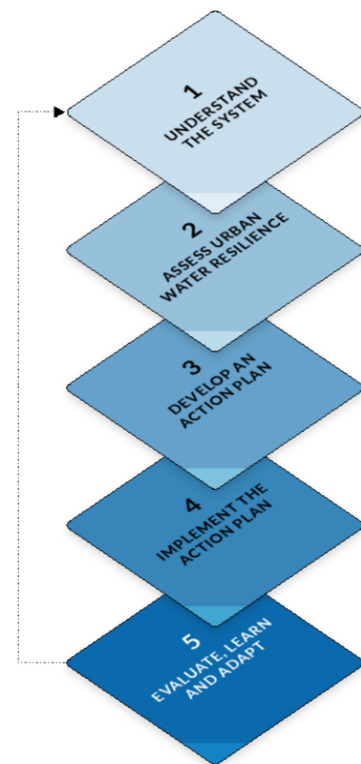 1
UNDERSTAND
THE SYSTEM
2
ASSESS URBAN
WATER RESILIENCE
3
DEVELOP AN
ACTION PLAN
4
IMPLEMENT THE
ACTION PLAN
5
EVALUATE, LEARN
AND ADAPT